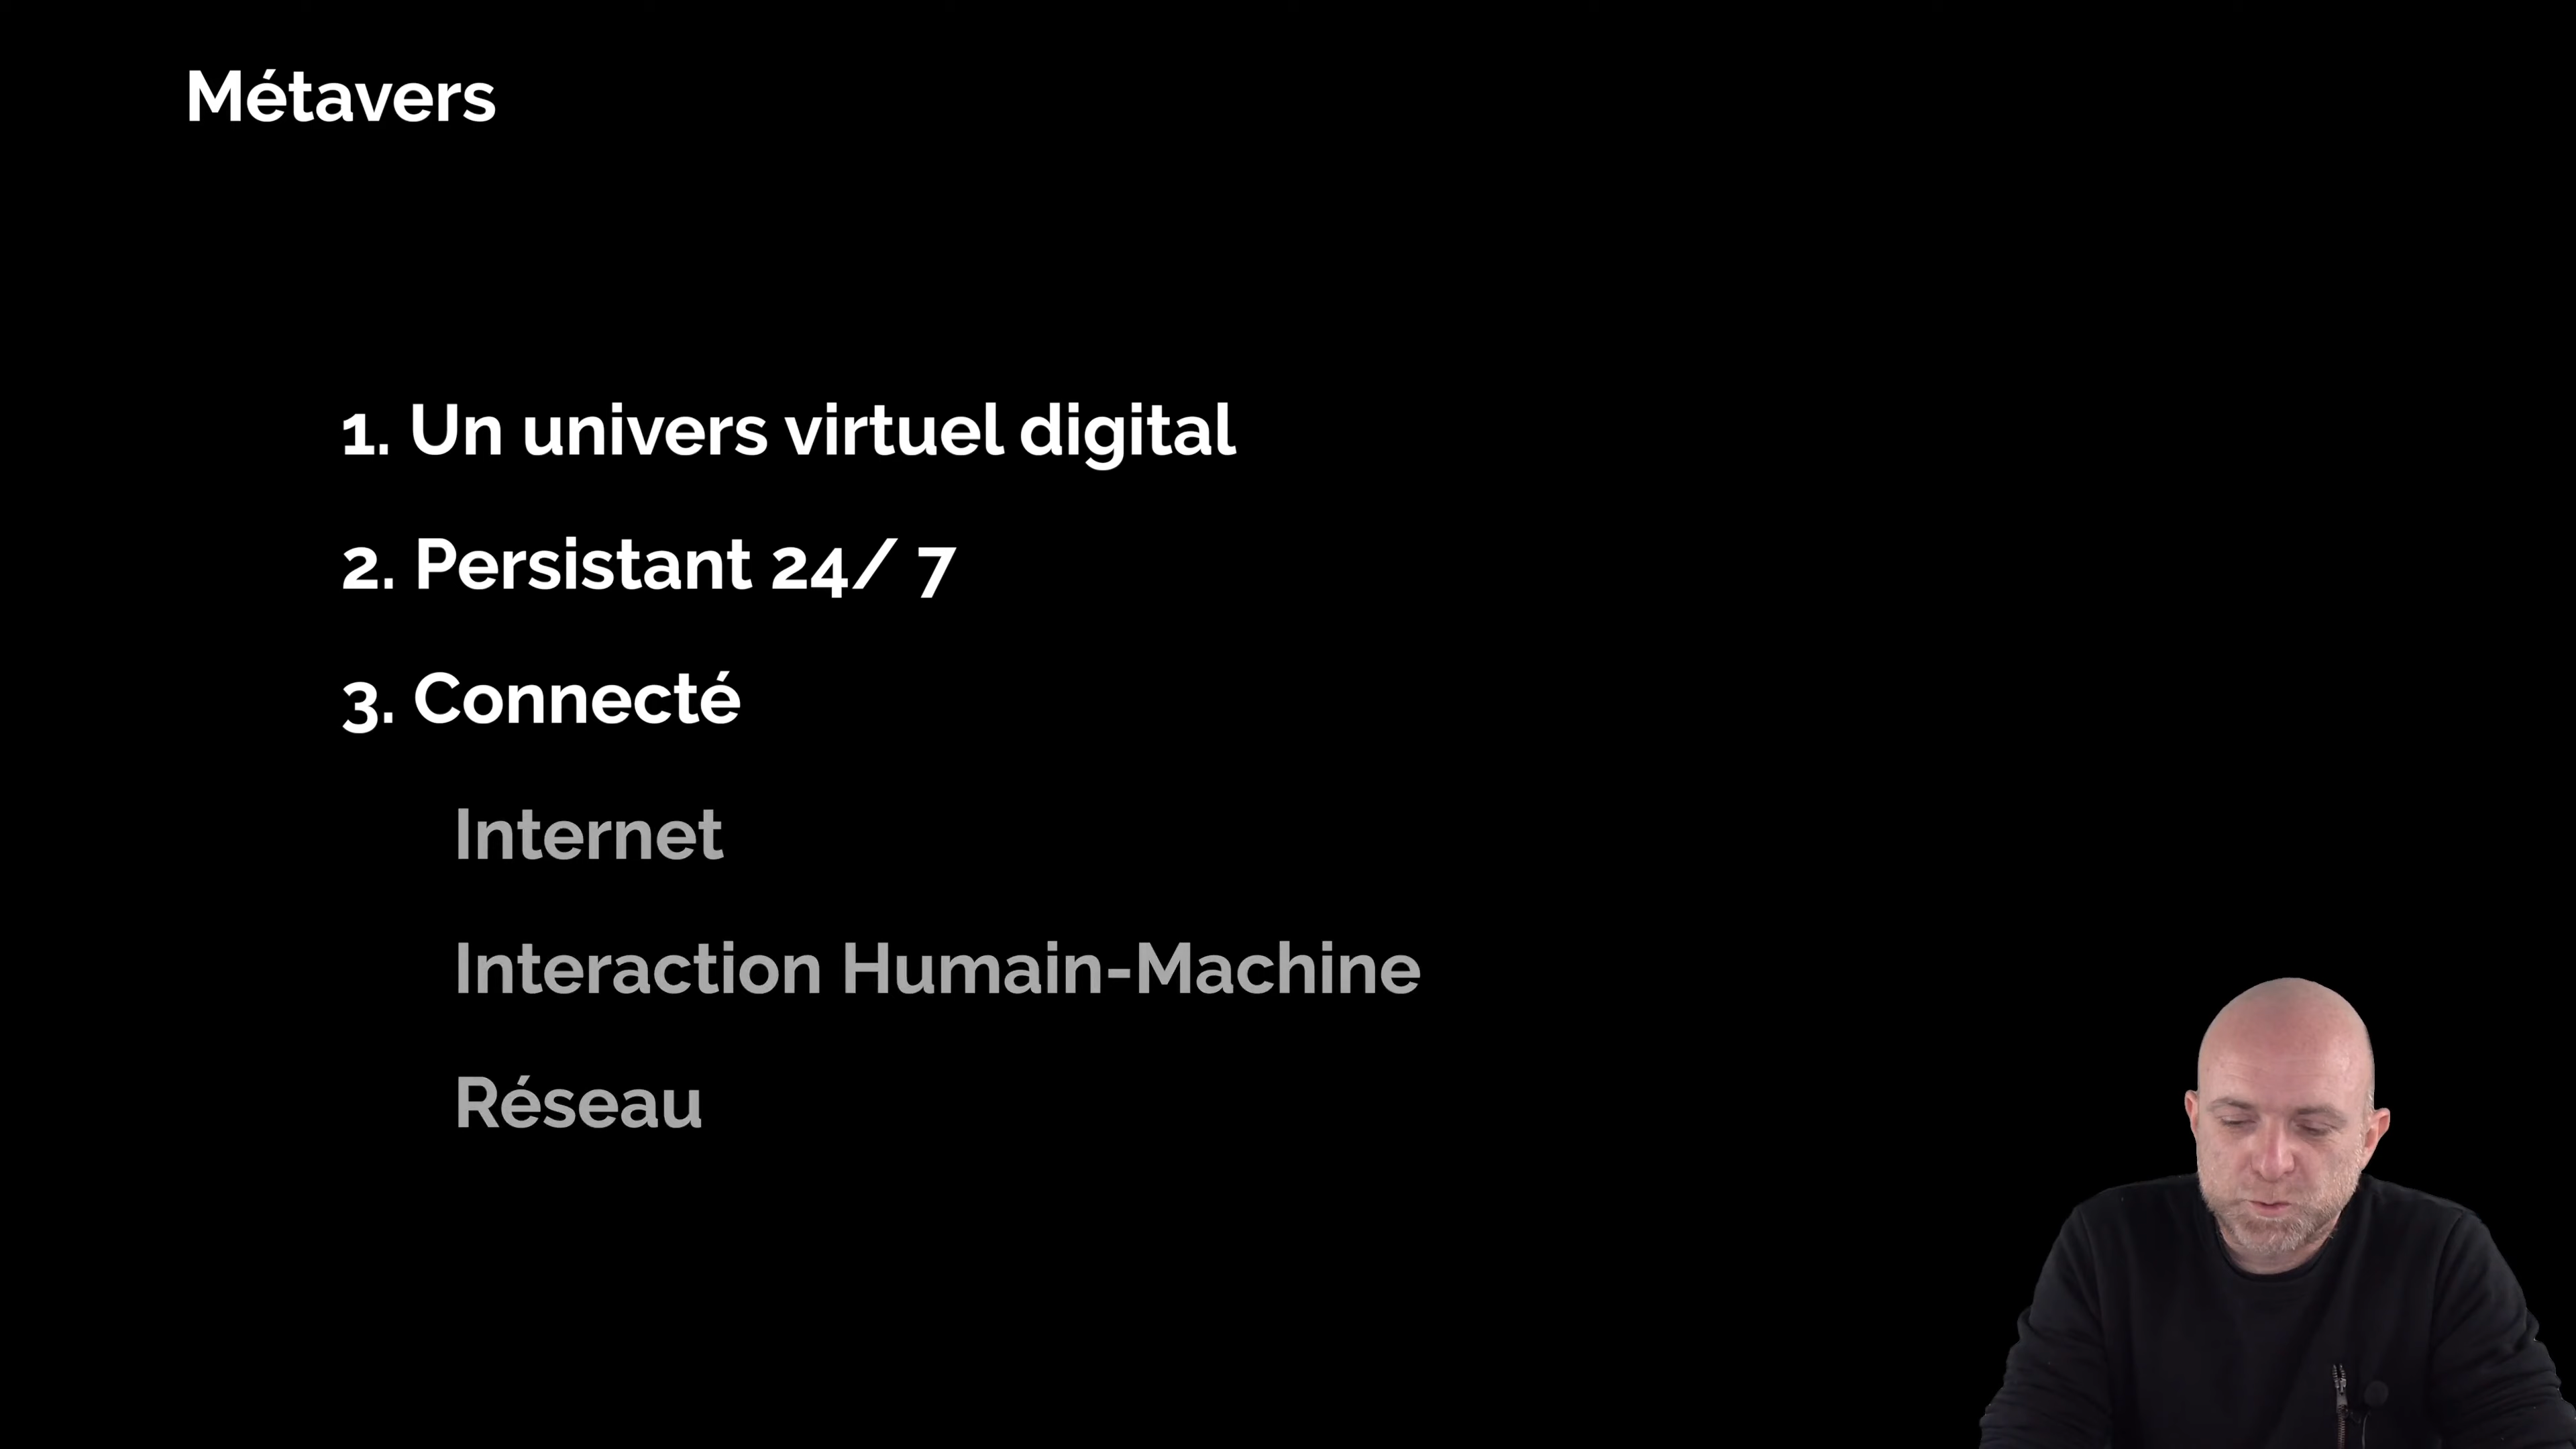 Métavers
1. Un univers virtuel digital
2. Persistant 24/ 7
3. Connecté
Internet
Interaction Humain-Machine
Réseau